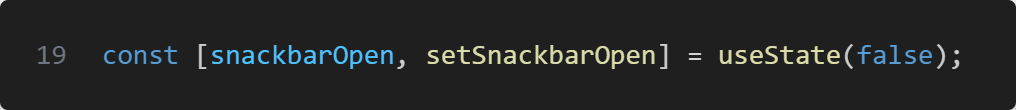 19 const [snackbarOpen, setSnackbarOpen] = useState(false);